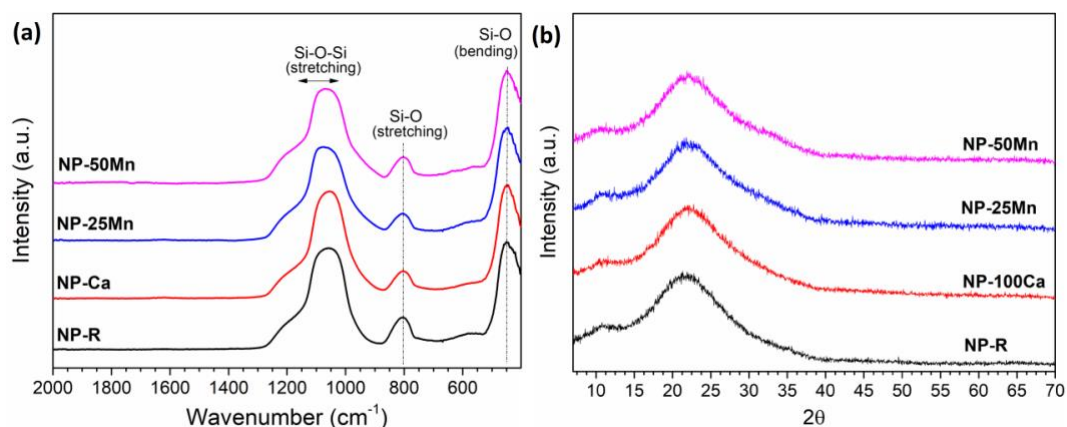 (a)
Si-O-Si
(stretching)
Si-O
(stretching)
Si-O
(bending)
NP-50Mn
NP-25Mn
NP-Ca
NP-R
Intensity (a.u.)
2000 1800 1600 1400 1200 1000 800 600
Wavenumber (cm⁻¹)
(b)
NP-50Mn
NP-25Mn
NP-100Ca
NP-R
Intensity (a.u.)
10 15 20 25 30 35 40 45 50 55 60 65 70
2θ